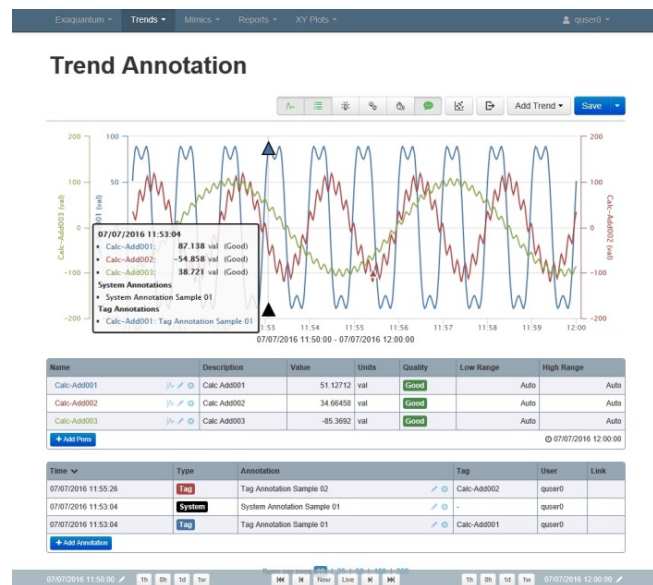 Exaquantum Trends Mimics Reports XY Plots quser0
Trend Annotation
Add Trend Save
200 100 200
100 50 100
0 0
-100 -100
-200 -200
Calc-Add003 (val)
Calc-Add002 (val)
07/07/2016 11:53:04
Calc-Add001: 87.138 val (Good)
Calc-Add002: -54.858 val (Good)
Calc-Add003: 38.721 val (Good)
System Annotations
System Annotation Sample 01
Tag Annotations
Calc-Add001: Tag Annotation Sample 01
11:54 11:55 11:56 11:57 11:58 11:59 12:00
07/07/2016 11:50:00 - 07/07/2016 12:00:00
Name Description Value Units Quality Low Range High Range
Calc-Add001 Calc Add001 51.12712 val Good Auto Auto
Calc-Add002 Calc Add002 34.66458 val Good Auto Auto
Calc-Add003 Calc Add003 -85.3692 val Good Auto Auto
+ Add Pens 07/07/2016 12:00:00
Time Type Annotation Tag User Link
07/07/2016 11:55:26 Tag Tag Annotation Sample 02 Calc-Add002 quser0
07/07/2016 11:53:04 System System Annotation Sample 01 - quser0
07/07/2016 11:53:04 Tag Tag Annotation Sample 01 Calc-Add001 quser0
+ Add Annotation
07/07/2016 11:50:00 1h 8h 1d 1w Now Live 1h 8h 1d 1w 07/07/2016 12:00:00